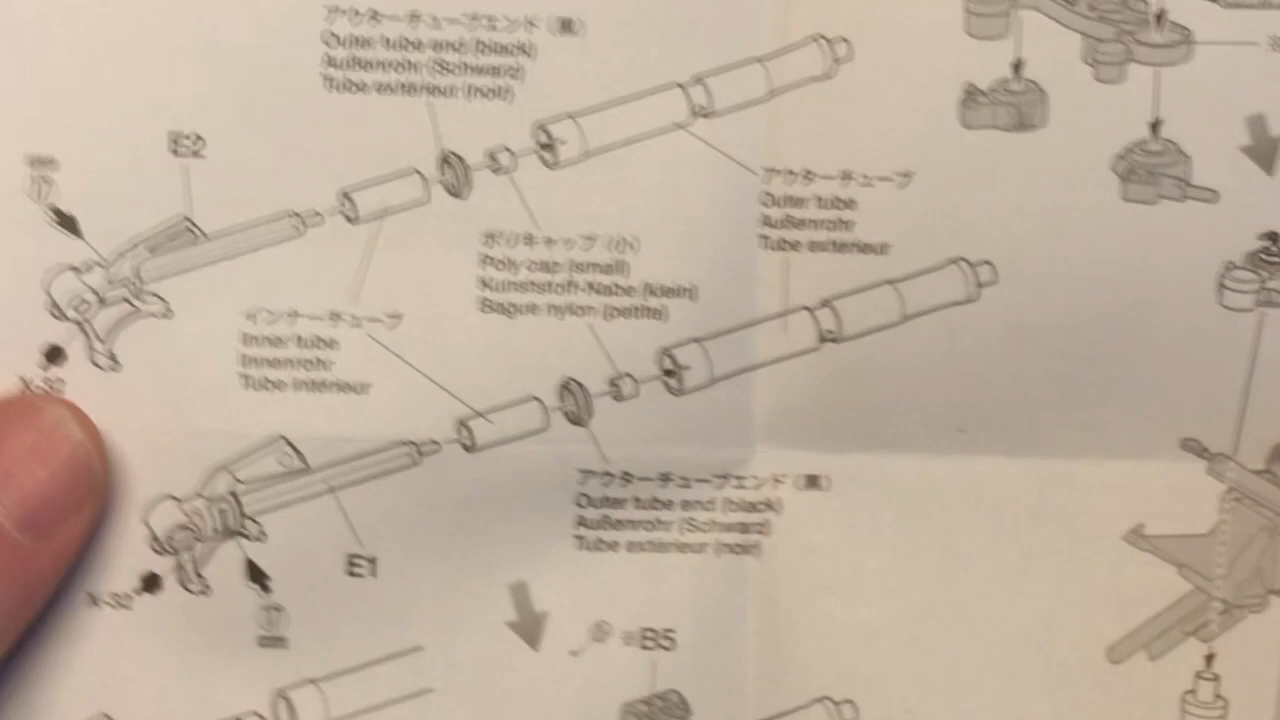 アウターチューブエンド（黒）
Outer tube end (black)
Außenrohr (Schwarz)
Tube extérieur (noir)
E2
17
アウターチューブ
Outer tube
Außenrohr
Tube extérieur
ポリキャップ（小）
Poly cap (small)
Kunststoff-Nabe (klein)
Bague nylon (petite)
インナーチューブ
Inner tube
Innenrohr
Tube intérieur
X-32
アウターチューブエンド（黒）
Outer tube end (black)
Außenrohr (Schwarz)
Tube extérieur (noir)
E1
X-32
17
B5